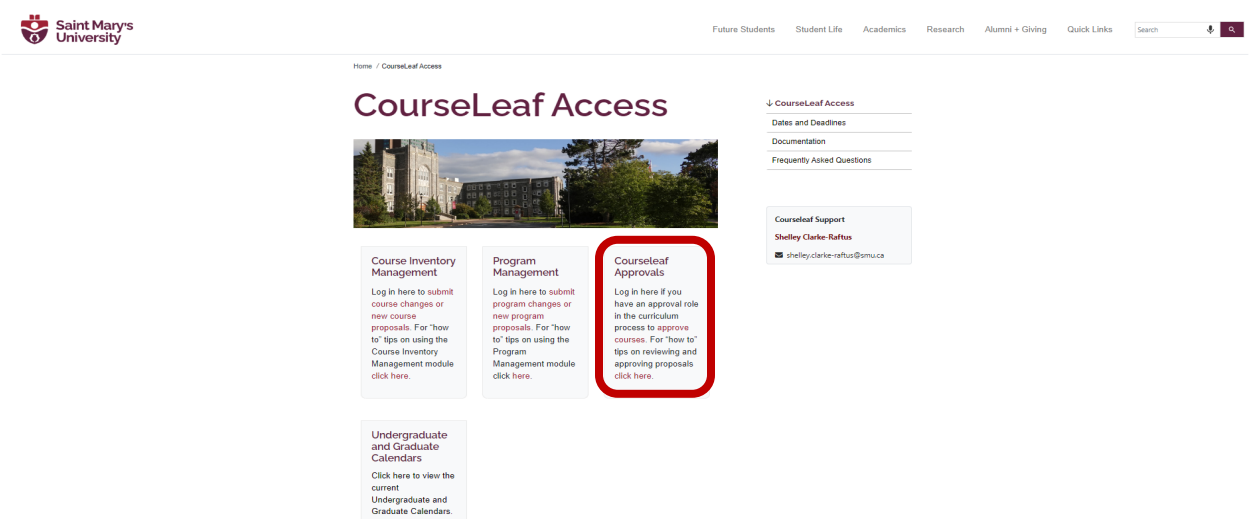 Saint Mary's
University
Future Students Student Life Academics Research Alumni + Giving Quick Links Search
Home / CourseLeaf Access
CourseLeaf Access
↓ CourseLeaf Access
Dates and Deadlines
Documentation
Frequently Asked Questions
Courseleaf Support
Shelley Clarke-Raftus
shelley.clarke-raftus@smu.ca
Course Inventory
Management
Log in here to submit
course changes or
new course
proposals. For "how
to" tips on using the
Course Inventory
Management module
click here.
Program
Management
Log in here to submit
program changes or
new program
proposals. For "how
to" tips on using the
Program
Management module
click here.
Courseleaf
Approvals
Log in here if you
have an approval role
in the curriculum
process to approve
courses. For "how to"
tips on reviewing and
approving proposals
click here.
Undergraduate
and Graduate
Calendars
Click here to view the
current
Undergraduate and
Graduate Calendars.